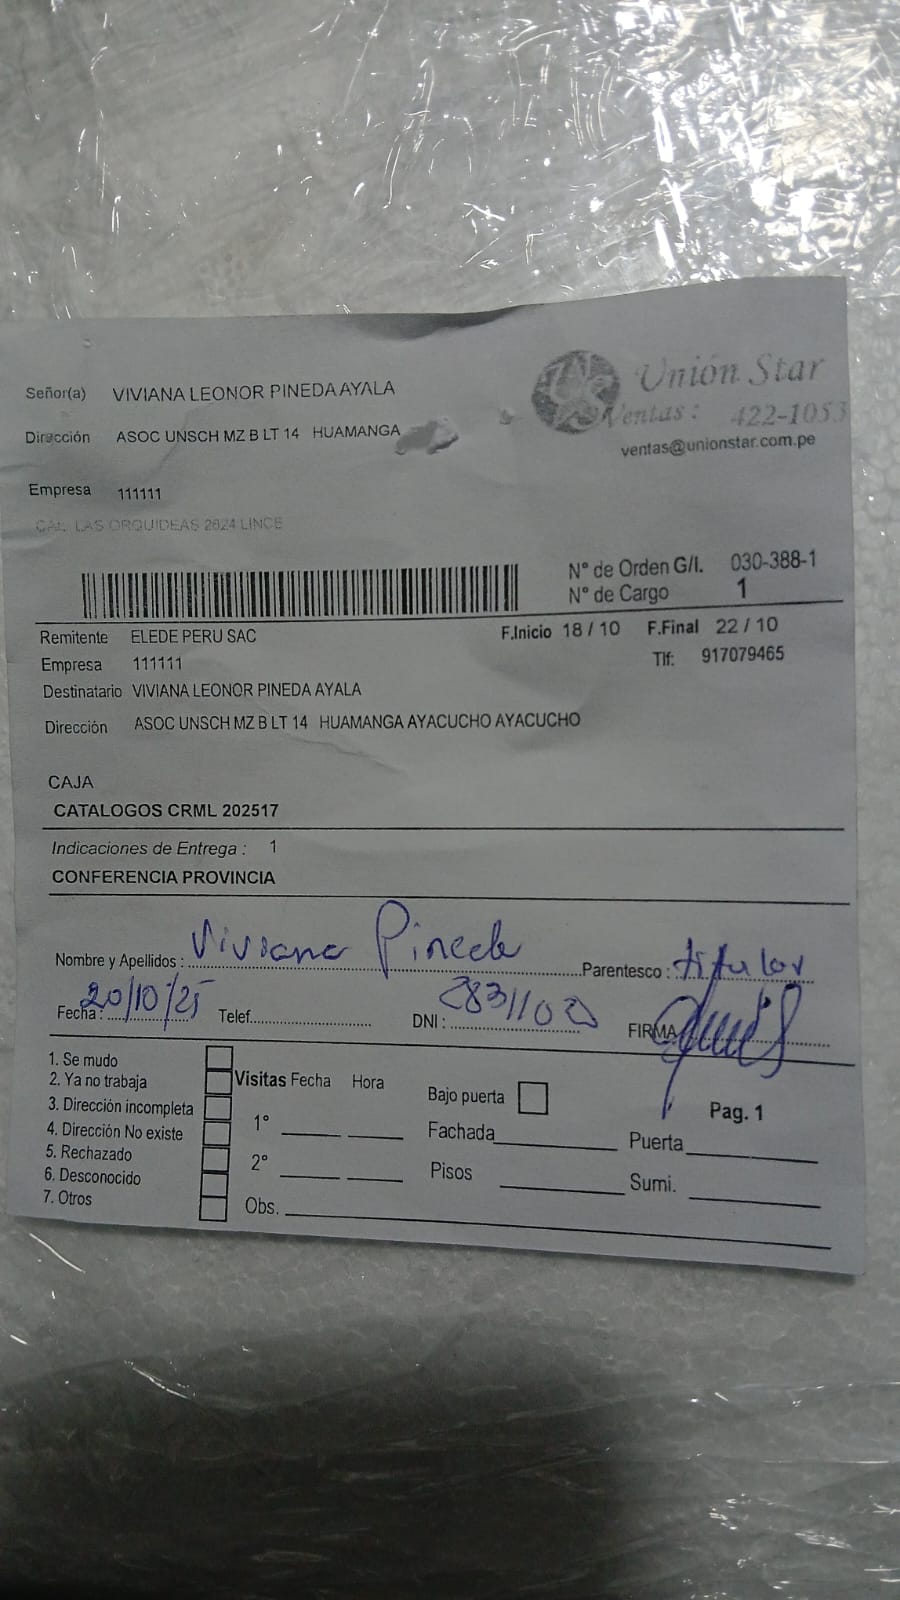 Señor(a) VIVIANA LEONOR PINEDA AYALA
Unión Star
Dirección ASOC UNSCH MZ B LT 14 HUAMANGA
Ventas: 422-1053
ventas@unionstar.com.pe
Empresa 111111
CAL. LAS ORQUIDEAS 2624 LINCE
N° de Orden G/I. 030-388-1
N° de Cargo 1
Remitente ELEDE PERU SAC
F.Inicio 18 / 10 F.Final 22 / 10
Empresa 111111
Tlf: 917079465
Destinatario VIVIANA LEONOR PINEDA AYALA
Dirección ASOC UNSCH MZ B LT 14 HUAMANGA AYACUCHO AYACUCHO
CAJA
CATALOGOS CRML 202517
Indicaciones de Entrega : 1
CONFERENCIA PROVINCIA
Nombre y Apellidos : Viviana Pineda Parentesco : titular
Fecha : 20/10/25 Telef. DNI : FIRMA
1. Se mudo
2. Ya no trabaja
3. Dirección incompleta
4. Dirección No existe
5. Rechazado
6. Desconocido
7. Otros
Visitas Fecha Hora
1°
2°
Obs.
Bajo puerta
Fachada
Pisos
Pag. 1
Puerta
Sumi.